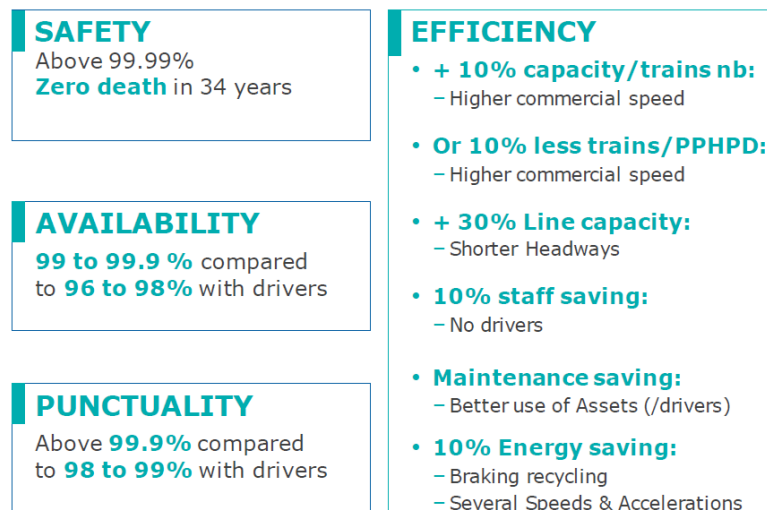 SAFETY
Above 99.99%
Zero death in 34 years
AVAILABILITY
99 to 99.9 % compared
to 96 to 98% with drivers
PUNCTUALITY
Above 99.9% compared
to 98 to 99% with drivers
EFFICIENCY
• + 10% capacity/trains nb:
– Higher commercial speed
• Or 10% less trains/PPHPD:
– Higher commercial speed
• + 30% Line capacity:
– Shorter Headways
• 10% staff saving:
– No drivers
• Maintenance saving:
– Better use of Assets (/drivers)
• 10% Energy saving:
– Braking recycling
– Several Speeds & Accelerations